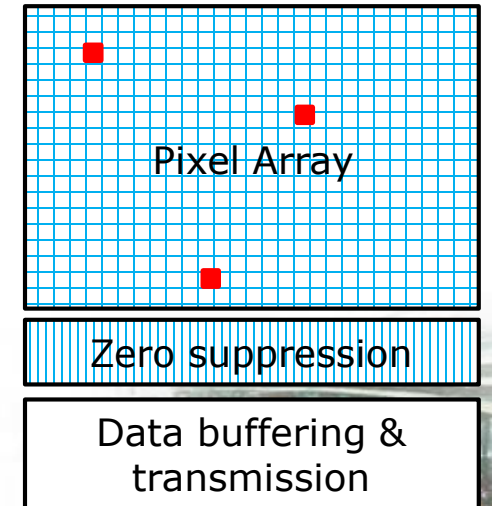 Pixel Array
Zero suppression
Data buffering &
transmission